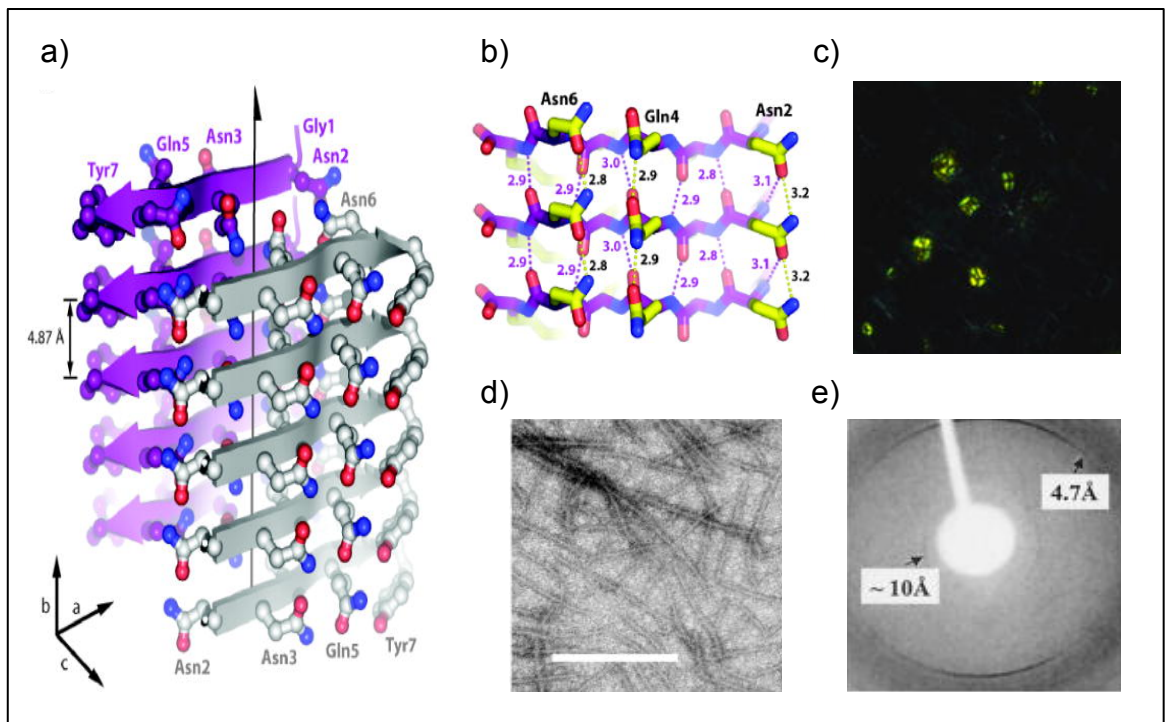 a)
Gly1
Asn3
Gln5
Asn2
Tyr7
Asn6
4.87 Å
b
a
c
Asn2
Asn3
Gln5
Tyr7
b)
Asn6
Gln4
Asn2
3.0
2.9
2.9
2.8
2.9
2.9
2.8
3.1
3.2
3.0
2.9
2.9
2.8
2.9
2.9
2.8
3.1
3.2
c)
d)
e)
4.7Å
~ 10Å